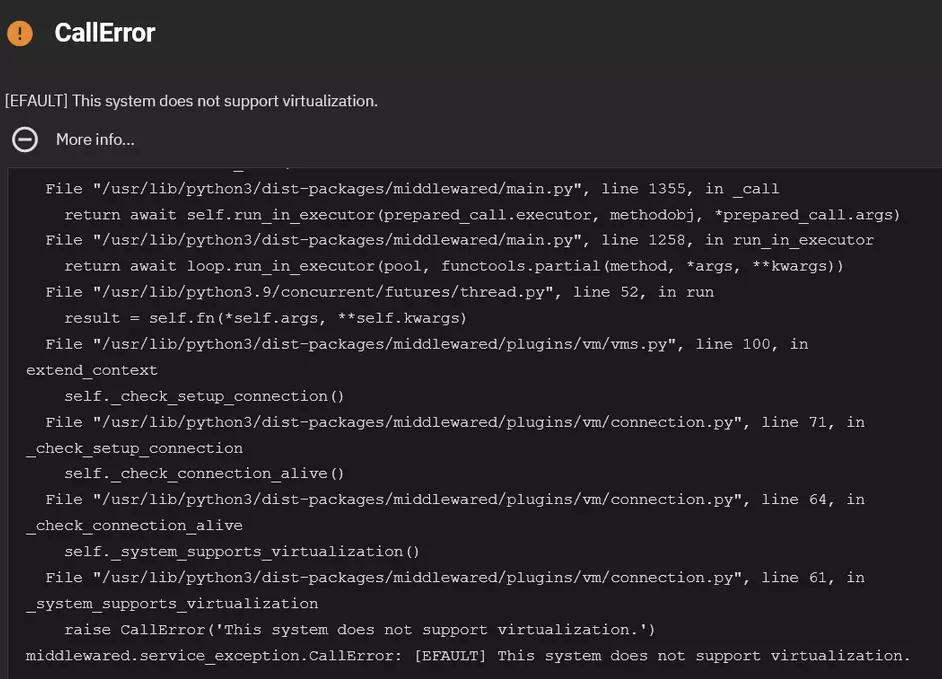 CallError
[EFAULT] This system does not support virtualization.
More info...
File "/usr/lib/python3/dist-packages/middlewared/main.py", line 1355, in _call
return await self.run_in_executor(prepared_call.executor, methodobj, *prepared_call.args)
File "/usr/lib/python3/dist-packages/middlewared/main.py", line 1258, in run_in_executor
return await loop.run_in_executor(pool, functools.partial(method, *args, **kwargs))
File "/usr/lib/python3.9/concurrent/futures/thread.py", line 52, in run
result = self.fn(*self.args, **self.kwargs)
File "/usr/lib/python3/dist-packages/middlewared/plugins/vm/vms.py", line 100, in
extend_context
self._check_setup_connection()
File "/usr/lib/python3/dist-packages/middlewared/plugins/vm/connection.py", line 71, in
_check_setup_connection
self._check_connection_alive()
File "/usr/lib/python3/dist-packages/middlewared/plugins/vm/connection.py", line 64, in
_check_connection_alive
self._system_supports_virtualization()
File "/usr/lib/python3/dist-packages/middlewared/plugins/vm/connection.py", line 61, in
_system_supports_virtualization
raise CallError('This system does not support virtualization.')
middlewared.service_exception.CallError: [EFAULT] This system does not support virtualization.